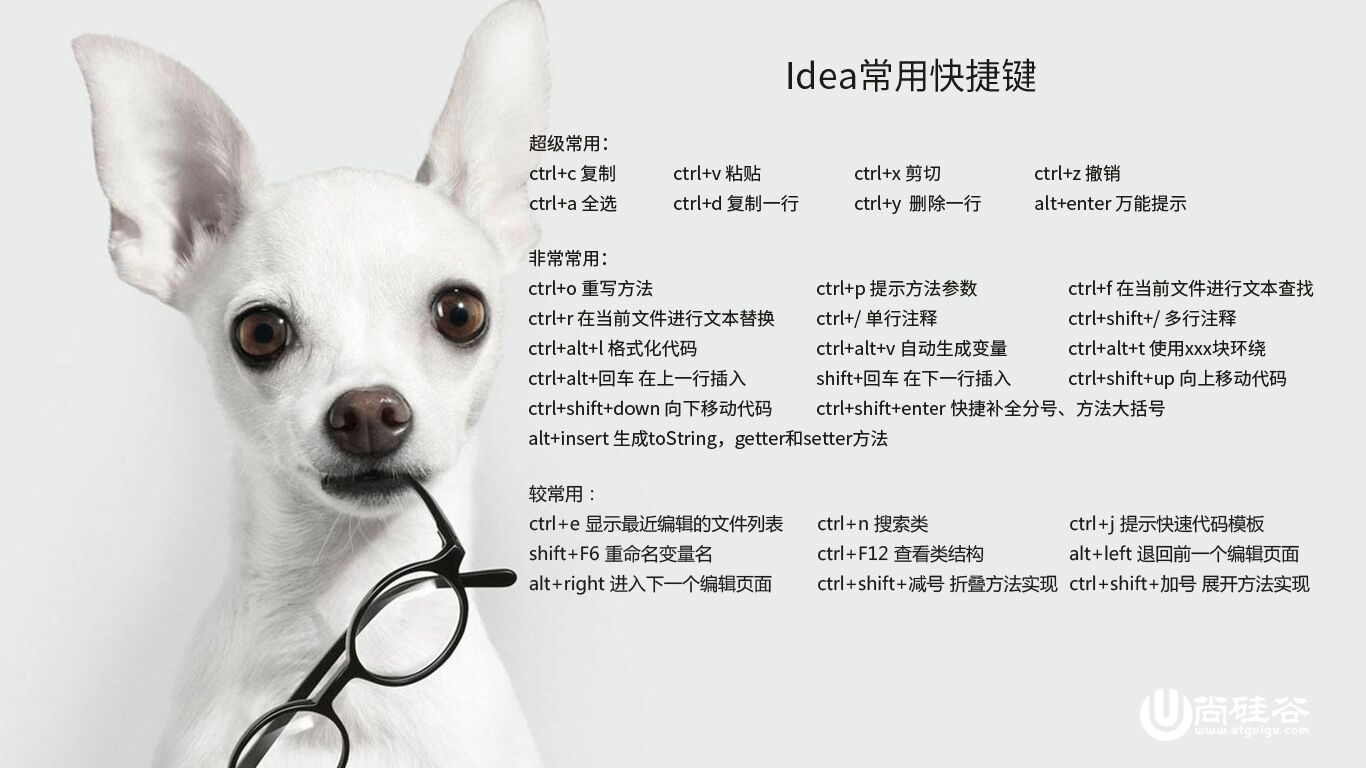 Idea常用快捷键
超级常用：
ctrl+c 复制 ctrl+v 粘贴 ctrl+x 剪切 ctrl+z 撤销
ctrl+a 全选 ctrl+d 复制一行 ctrl+y 删除一行 alt+enter 万能提示
非常常用：
ctrl+o 重写方法 ctrl+p 提示方法参数 ctrl+f 在当前文件进行文本查找
ctrl+r 在当前文件进行文本替换 ctrl+/ 单行注释 ctrl+shift+/ 多行注释
ctrl+alt+l 格式化代码 ctrl+alt+v 自动生成变量 ctrl+alt+t 使用xxx块环绕
ctrl+alt+回车 在上一行插入 shift+回车 在下一行插入 ctrl+shift+up 向上移动代码
ctrl+shift+down 向下移动代码 ctrl+shift+enter 快捷补全分号、方法大括号
alt+insert 生成toString，getter和setter方法
较常用：
ctrl+e 显示最近编辑的文件列表 ctrl+n 搜索类 ctrl+j 提示快速代码模板
shift+F6 重命名变量名 ctrl+F12 查看类结构 alt+left 退回前一个编辑页面
alt+right 进入下一个编辑页面 ctrl+shift+减号 折叠方法实现 ctrl+shift+加号 展开方法实现
尚硅谷
www.atguigu.com